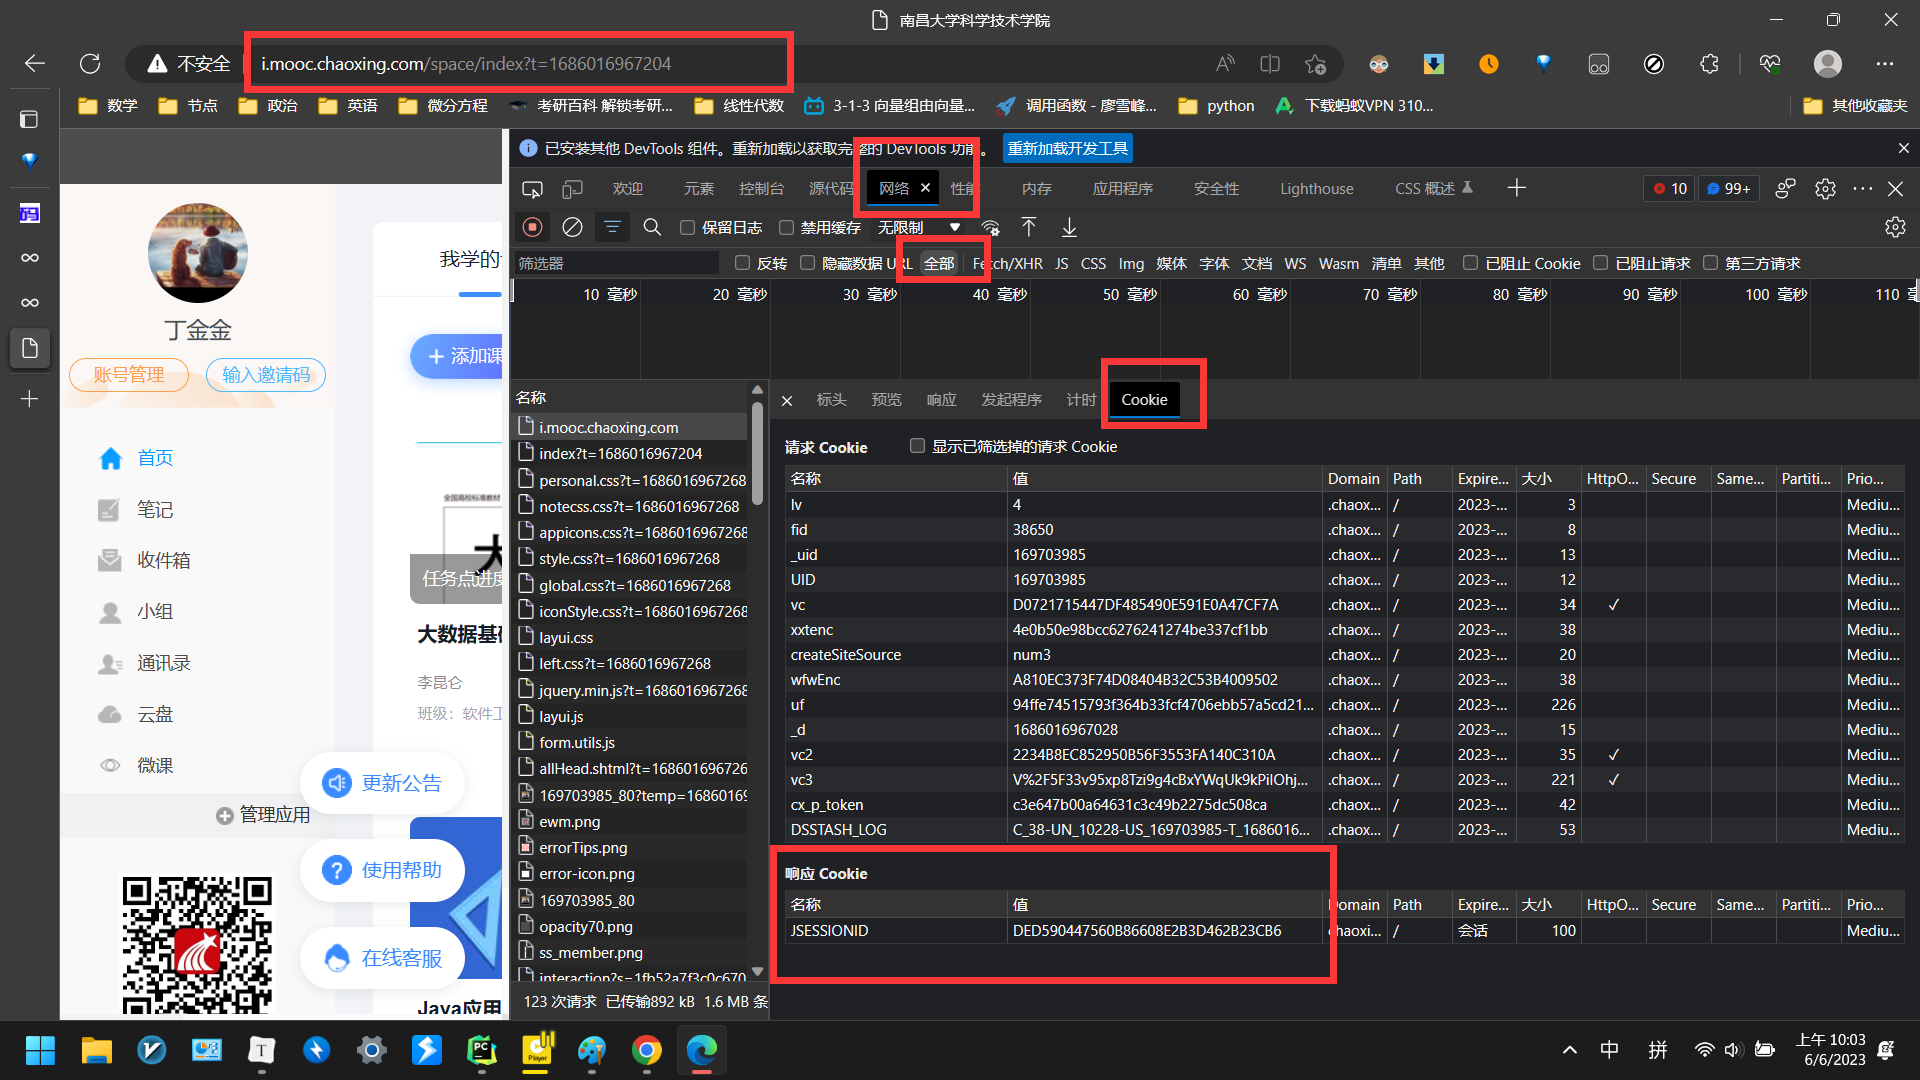 南昌大学科学技术学院
不安全
i.mooc.chaoxing.com/space/index?t=1686016967204
数学
节点
政治
英语
微分方程
考研百科 解锁考研...
线性代数
3-1-3 向量组由向量...
调用函数 - 廖雪峰...
python
下载蚂蚁VPN 310...
其他收藏夹
已安装其他 DevTools 组件。重新加载以获取完整的 DevTools 功能。
重新加载开发工具
欢迎 元素 控制台 源代码 网络 性能 内存 应用程序 安全性 Lighthouse CSS 概述
10 99+
保留日志 禁用缓存 无限制
筛选器 反转 隐藏数据 URL 全部 Fetch/XHR JS CSS Img 媒体 字体 文档 WS Wasm 清单 其他 已阻止 Cookie 已阻止请求 第三方请求
10 毫秒 20 毫秒 30 毫秒 40 毫秒 50 毫秒 60 毫秒 70 毫秒 80 毫秒 90 毫秒 100 毫秒 110
丁金金
账号管理 输入邀请码
首页
笔记
收件箱
小组
通讯录
云盘
微课
管理应用
我学的
添加课
全国高校标准教材
大
任务点进度
大数据基础
李昆仑
班级：软件工
更新公告
使用帮助
在线客服
Java应用
名称
i.mooc.chaoxing.com
index?t=1686016967204
personal.css?t=1686016967268
notecss.css?t=1686016967268
appicons.css?t=1686016967268
style.css?t=1686016967268
global.css?t=1686016967268
iconStyle.css?t=1686016967268
layui.css
left.css?t=1686016967268
jquery.min.js?t=1686016967268
layui.js
form.utils.js
allHead.shtml?t=168601696726
169703985_80?temp=16860169
ewm.png
errorTips.png
error-icon.png
169703985_80
opacity70.png
ss_member.png
interaction?s=1fb52a7f3c0c670
123 次请求 已传输892 kB 1.6 MB 条
标头 预览 响应 发起程序 计时 Cookie
请求 Cookie 显示已筛选掉的请求 Cookie
名称 值 Domain Path Expire... 大小 HttpO... Secure Same... Partiti... Prio...
lv 4 .chaox... / 2023-... 3 Mediu...
fid 38650 .chaox... / 2023-... 8 Mediu...
_uid 169703985 .chaox... / 2023-... 13 Mediu...
UID 169703985 .chaox... / 2023-... 12 Mediu...
vc D0721715447DF485490E591E0A47CF7A .chaox... / 2023-... 34 ✓ Mediu...
xxtenc 4e0b50e98bcc6276241274be337cf1bb .chaox... / 2023-... 38 Mediu...
createSiteSource num3 .chaox... / 2023-... 20 Mediu...
wfwEnc A810EC373F74D08404B32C53B4009502 .chaox... / 2023-... 38 Mediu...
uf 94ffe74515793f364b33fcf4706ebb57a5cd21... .chaox... / 2023-... 226 Mediu...
_d 1686016967028 .chaox... / 2023-... 15 Mediu...
vc2 2234B8EC852950B56F3553FA140C310A .chaox... / 2023-... 35 ✓ Mediu...
vc3 V%2F5F33v95xp8Tzi9g4cBxYWqUk9kPilOhj... .chaox... / 2023-... 221 ✓ Mediu...
cx_p_token c3e647b00a64631c3c49b2275dc508ca .chaox... / 2023-... 42 Mediu...
DSSTASH_LOG C_38-UN_10228-US_169703985-T_1686016... .chaox... / 2023-... 53 Mediu...
响应 Cookie
名称 值 Domain Path Expire... 大小 HttpO... Secure Same... Partiti... Prio...
JSESSIONID DED590447560B86608E2B3D462B23CB6 chaoxi... / 会话 100 Mediu...
中 拼
上午 10:03
6/6/2023